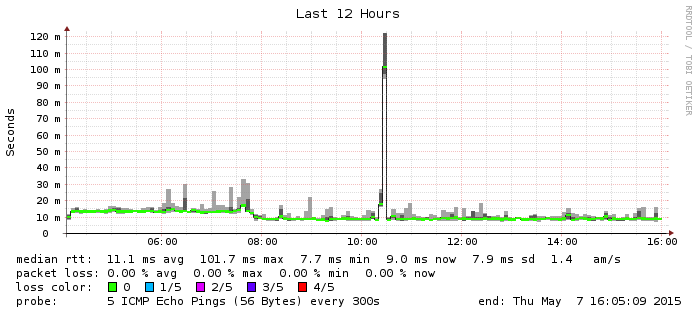 Last 12 Hours
RRDTOOL / TOBI OETIKER
Seconds
120 m
110 m
100 m
90 m
80 m
70 m
60 m
50 m
40 m
30 m
20 m
10 m
0
06:00 08:00 10:00 12:00 14:00 16:00
median rtt: 11.1 ms avg 101.7 ms max 7.7 ms min 9.0 ms now 7.9 ms sd 1.4 am/s
packet loss: 0.00 % avg 0.00 % max 0.00 % min 0.00 % now
loss color: 0 1/5 2/5 3/5 4/5
probe: 5 ICMP Echo Pings (56 Bytes) every 300s end: Thu May 7 16:05:09 2015